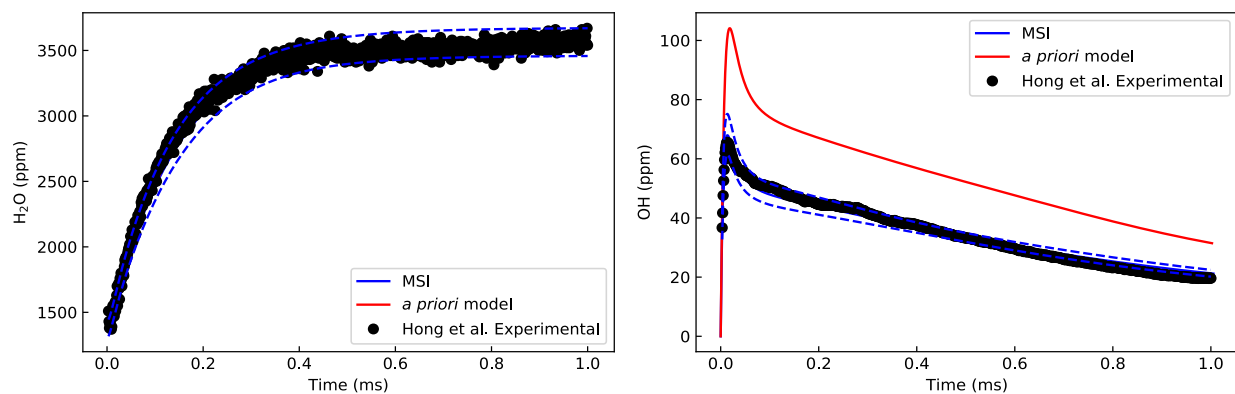 3500
3000
2500
2000
1500
H₂O (ppm)
0.0
0.2
0.4
0.6
0.8
1.0
Time (ms)
MSI
a priori model
Hong et al. Experimental
100
80
60
40
20
0
OH (ppm)
0.0
0.2
0.4
0.6
0.8
1.0
Time (ms)
MSI
a priori model
Hong et al. Experimental